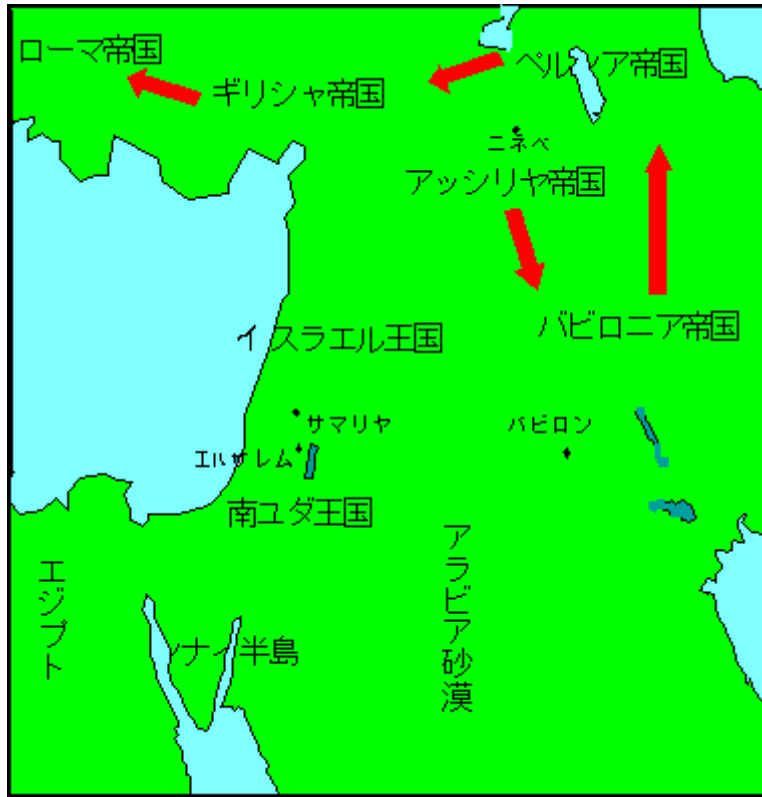 ローマ帝国
ペルシア帝国
ギリシャ帝国
ニネベ
アッシリヤ帝国
バビロニア帝国
イスラエル王国
サマリヤ
バビロン
エルサレム
南ユダ王国
アラビア砂漠
エジプト
シナイ半島